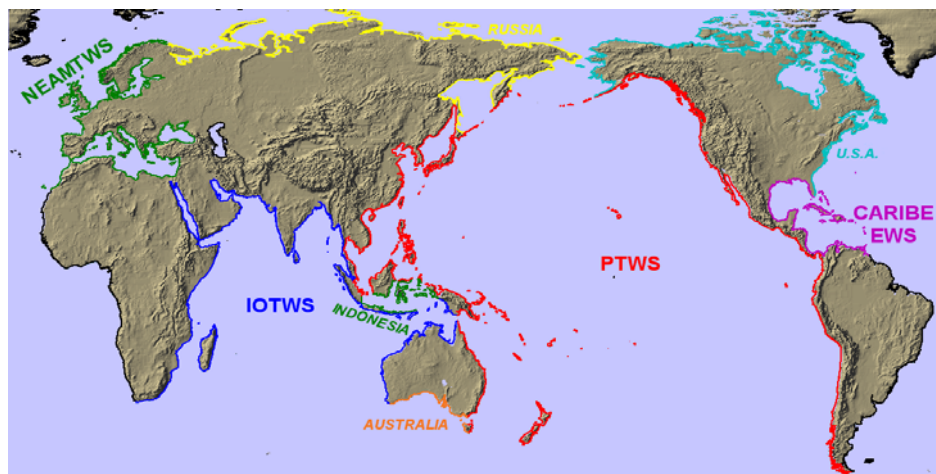 RUSSIA
NEAMTWS
U.S.A.
CARIBE
EWS
PTWS
IOTWS
INDONESIA
AUSTRALIA